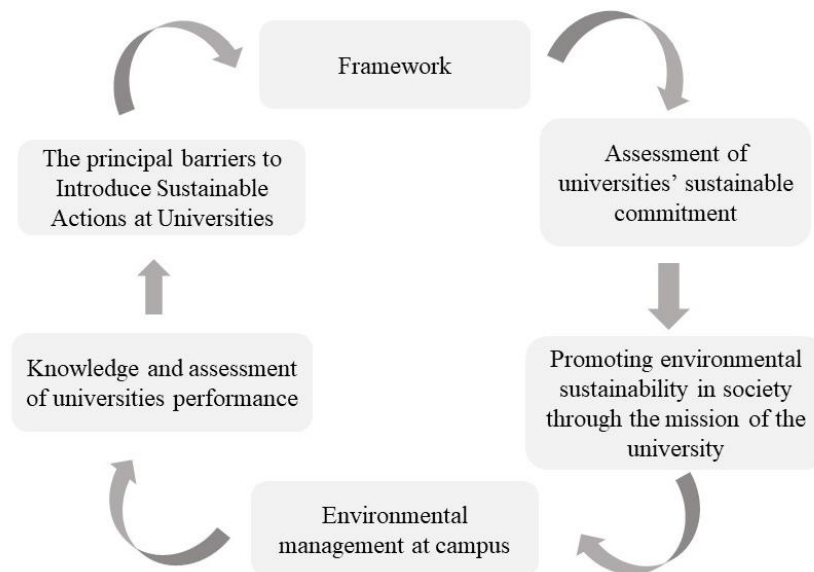 Framework
Assessment of
universities’ sustainable
commitment
Promoting environmental
sustainability in society
through the mission of the
university
Environmental
management at campus
Knowledge and assessment
of universities performance
The principal barriers to
Introduce Sustainable
Actions at Universities